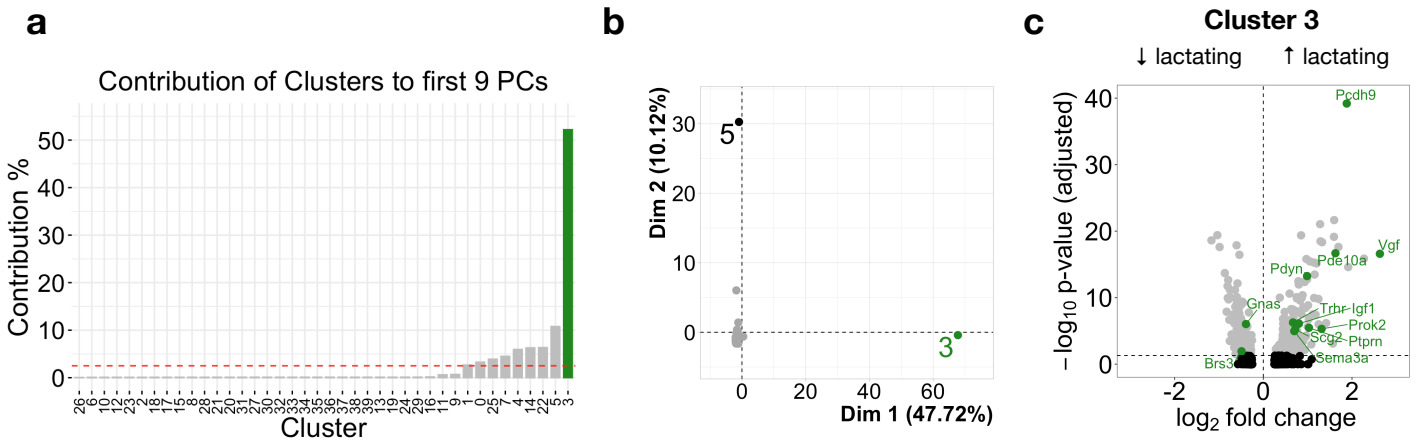 a
Contribution of Clusters to first 9 PCs
Contribution %
50
40
30
20
10
0
26 6 10 12 23 2 18 17 15 8 28 21 20 31 27 30 32 33 34 35 36 37 38 39 13 19 24 29 16 11 9 1 0 25 7 4 14 22 5 3
Cluster
b
Dim 2 (10.12%)
30
20
10
0
5
3
0 20 40 60
Dim 1 (47.72%)
c
Cluster 3
↓ lactating ↑ lactating
−log₁₀ p-value (adjusted)
40
30
20
10
0
Pcdh9
Vgf
Pde10a
Pdyn
Gnas
Trhr
Igf1
Prok2
Scg2
Ptprn
Sema3a
Brs3
-2 0 2
log₂ fold change